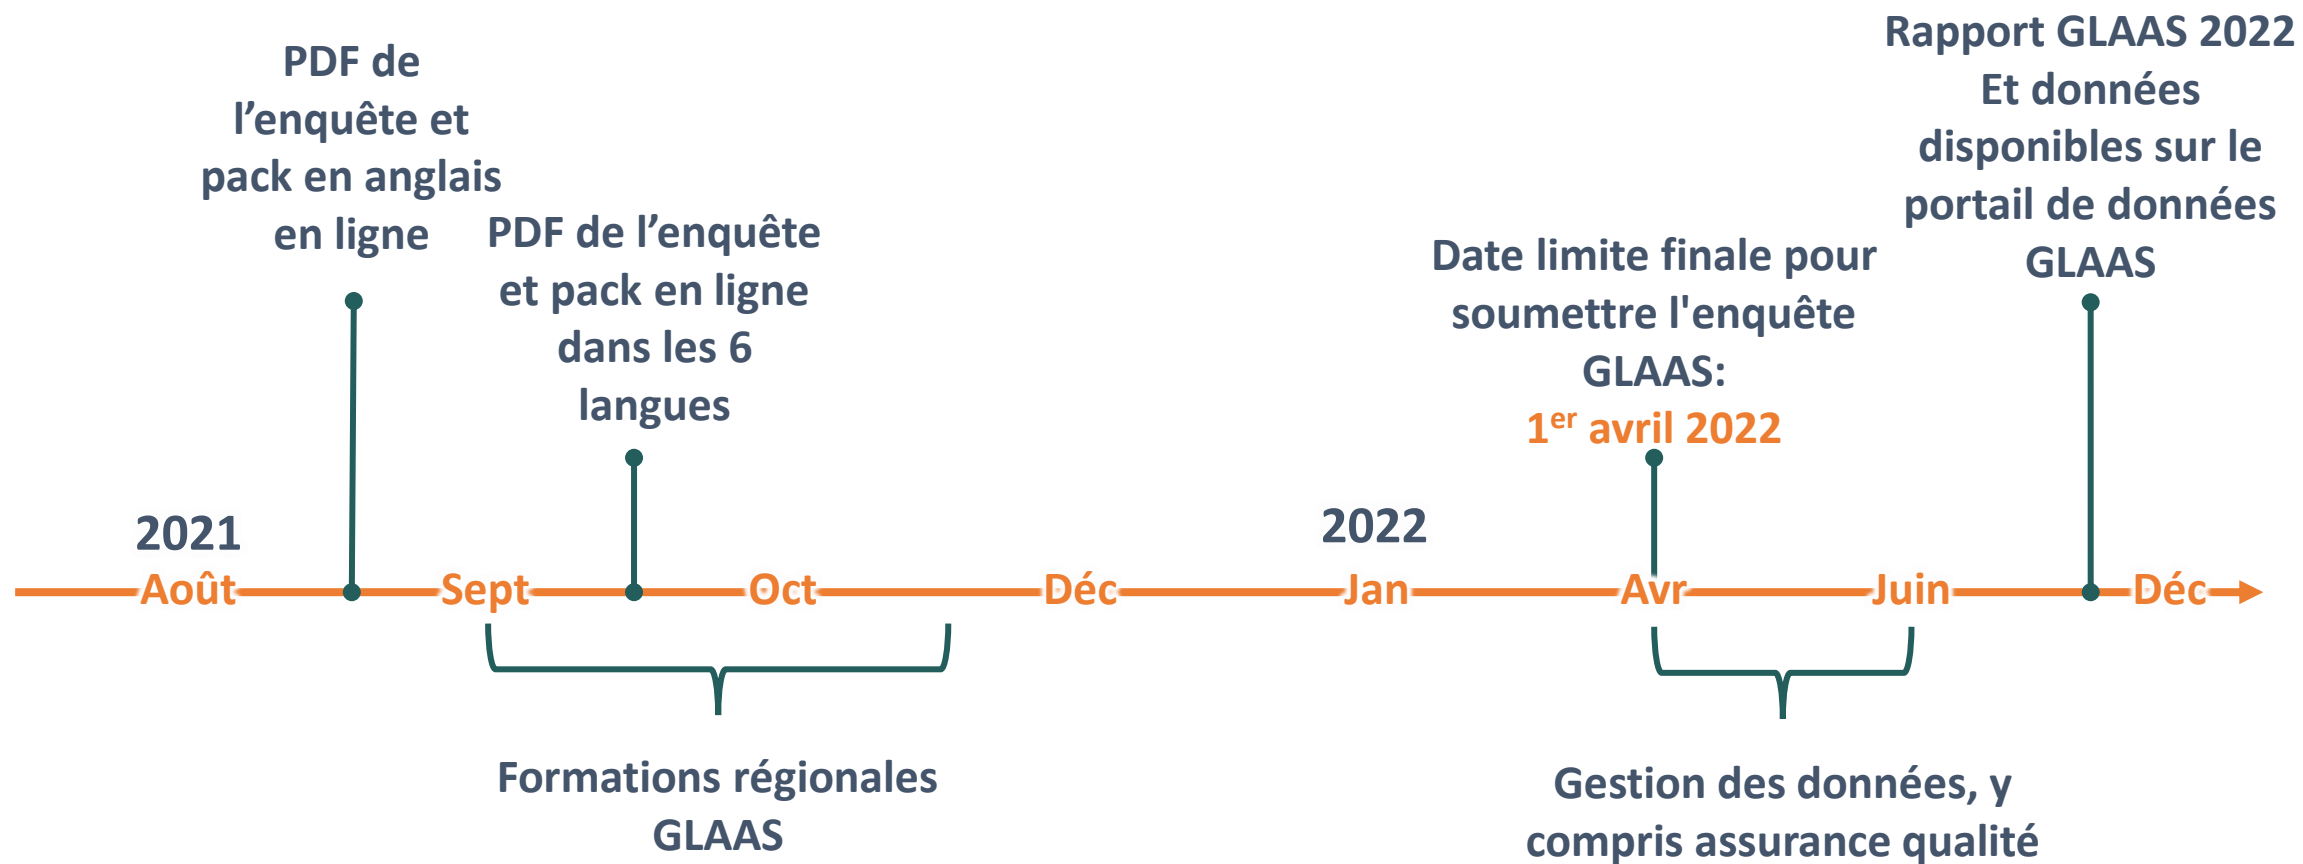 PDF de
l’enquête et
pack en anglais
en ligne
PDF de l’enquête
et pack en ligne
dans les 6
langues
Date limite finale pour
soumettre l'enquête
GLAAS:
1er avril 2022
Rapport GLAAS 2022
Et données
disponibles sur le
portail de données
GLAAS
2021
2022
Août
Sept
Oct
Déc
Jan
Avr
Juin
Déc
Formations régionales
GLAAS
Gestion des données, y
compris assurance qualité